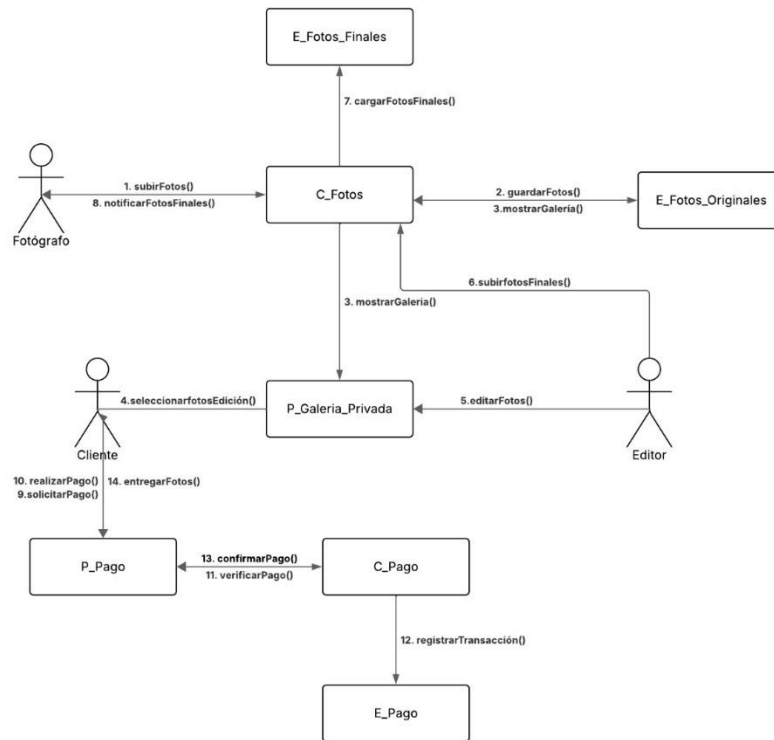 E_Fotos_Finales
7. cargarFotosFinales()
1. subirFotos()
8. notificarFotosFinales()
C_Fotos
2. guardarFotos()
3.mostrarGalería()
E_Fotos_Originales
Fotógrafo
6.subirfotosFinales()
3. mostrarGaleria()
4.seleccionarfotosEdición()
P_Galeria_Privada
5.editarFotos()
Cliente
Editor
10. realizarPago()
9.solicitarPago()
14. entregarFotos()
P_Pago
13. confirmarPago()
11. verificarPago()
C_Pago
12. registrarTransacción()
E_Pago